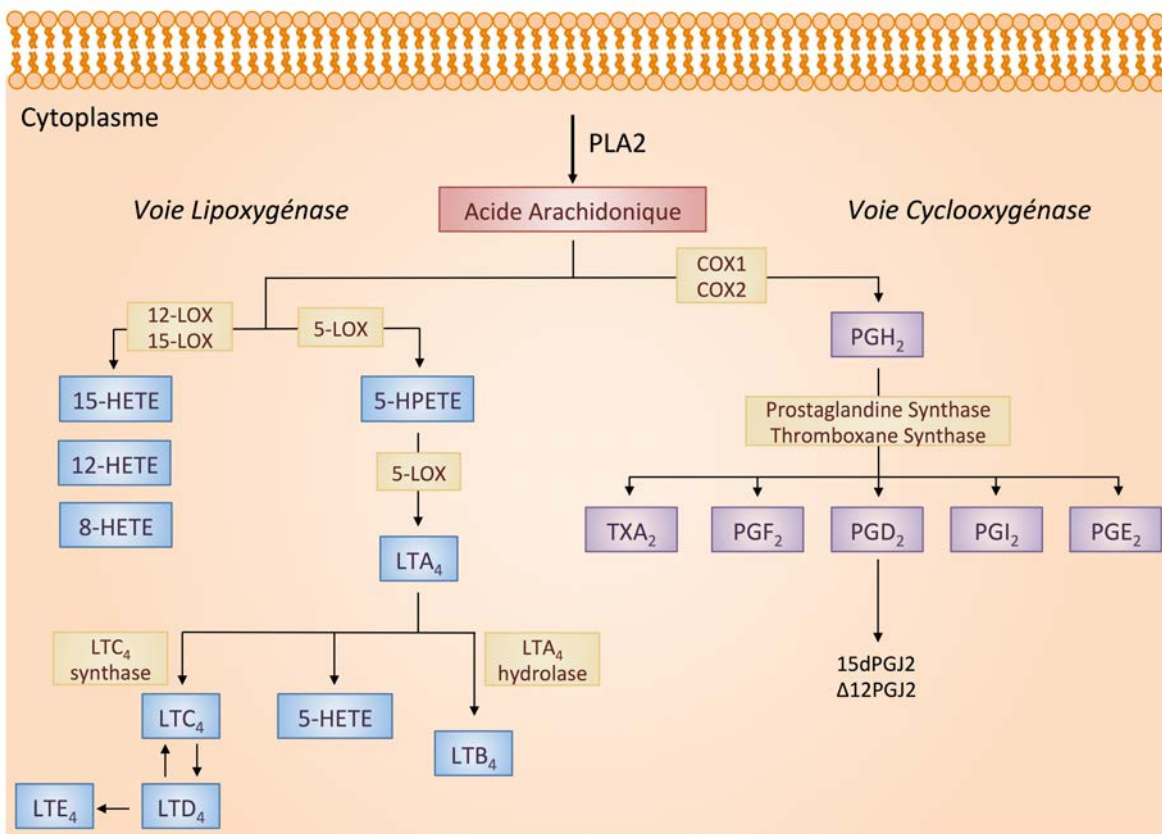 Cytoplasme
PLA2
Voie Lipoxygénase
Acide Arachidonique
Voie Cyclooxygénase
COX1
COX2
12-LOX
15-LOX
5-LOX
PGH₂
15-HETE
5-HPETE
Prostaglandine Synthase
Thromboxane Synthase
12-HETE
5-LOX
8-HETE
TXA₂
PGF₂
PGD₂
PGI₂
PGE₂
LTA₄
LTC₄
synthase
LTA₄
hydrolase
15dPGJ2
Δ12PGJ2
LTC₄
5-HETE
LTB₄
LTE₄
LTD₄